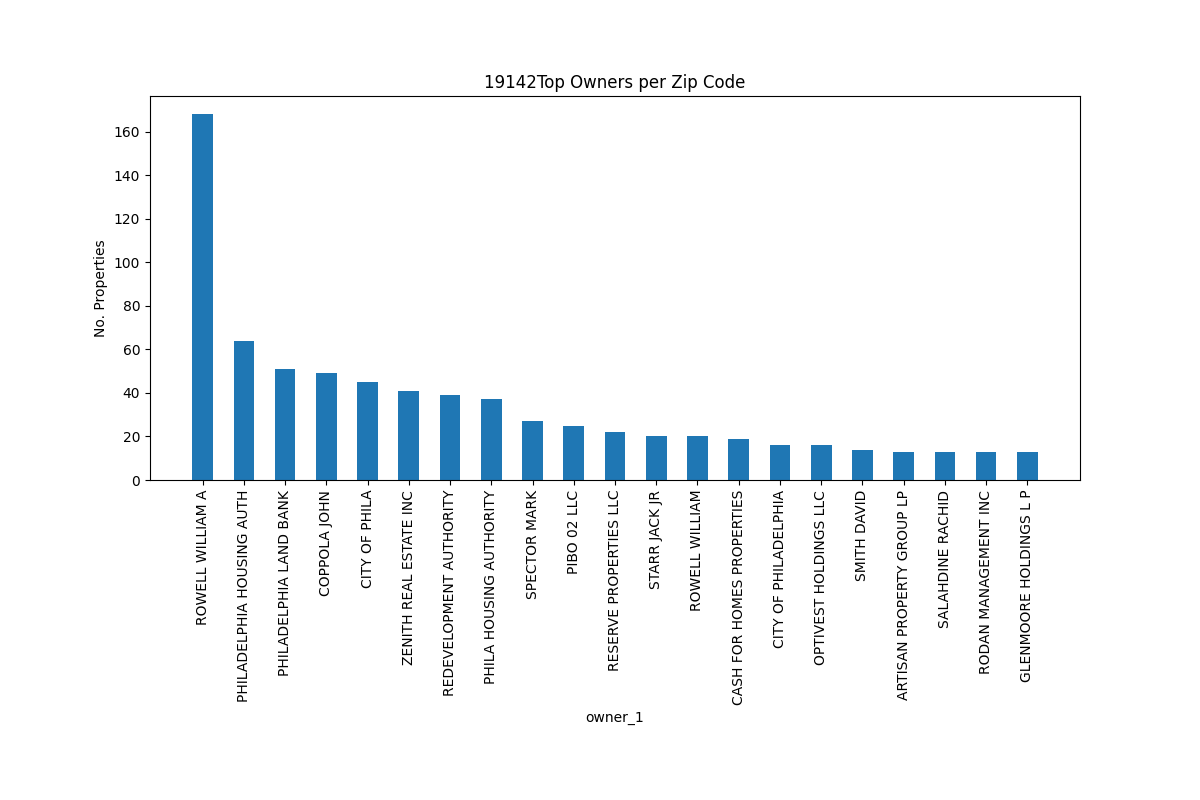 19142Top Owners per Zip Code
No. Properties
160
140
120
100
80
60
40
20
0
ROWELL WILLIAM A
PHILADELPHIA HOUSING AUTH
PHILADELPHIA LAND BANK
COPPOLA JOHN
CITY OF PHILA
ZENITH REAL ESTATE INC
REDEVELOPMENT AUTHORITY
PHILA HOUSING AUTHORITY
SPECTOR MARK
PIBO 02 LLC
RESERVE PROPERTIES LLC
STARR JACK JR
ROWELL WILLIAM
CASH FOR HOMES PROPERTIES
CITY OF PHILADELPHIA
OPTIVEST HOLDINGS LLC
SMITH DAVID
ARTISAN PROPERTY GROUP LP
SALAHDINE RACHID
RODAN MANAGEMENT INC
GLENMOORE HOLDINGS L P
owner_1